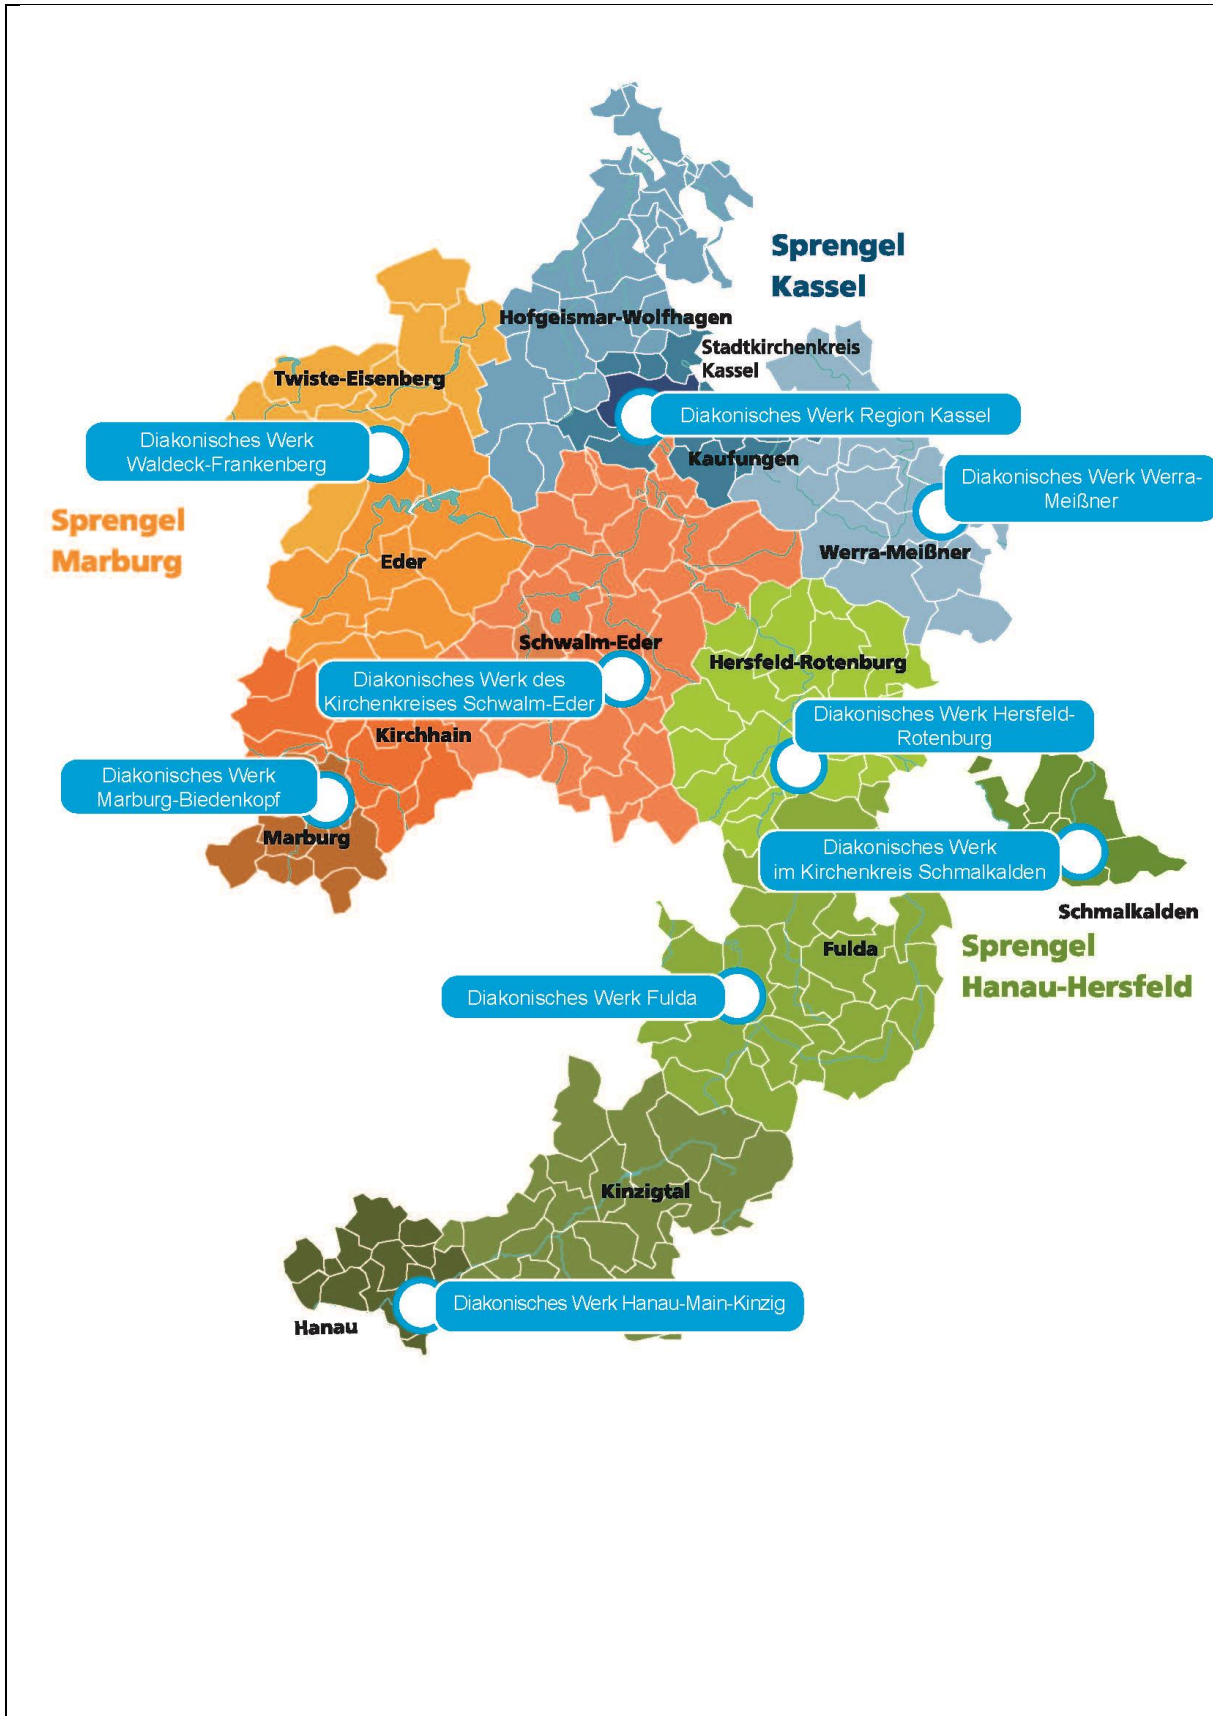 Sprengel
Kassel
Hofgeismar-Wolfhagen
Stadtkirchenkreis
Kassel
Twiste-Eisenberg
Diakonisches Werk Region Kassel
Diakonisches Werk
Waldeck-Frankenberg
Kaufungen
Diakonisches Werk Werra-
Meißner
Sprengel
Marburg
Eder
Werra-Meißner
Schwalm-Eder
Hersfeld-Rotenburg
Diakonisches Werk des
Kirchenkreises Schwalm-Eder
Diakonisches Werk Hersfeld-
Rotenburg
Kirchhain
Diakonisches Werk
Marburg-Biedenkopf
Marburg
Diakonisches Werk
im Kirchenkreis Schmalkalden
Schmalkalden
Fulda
Sprengel
Hanau-Hersfeld
Diakonisches Werk Fulda
Kinzigtal
Diakonisches Werk Hanau-Main-Kinzig
Hanau